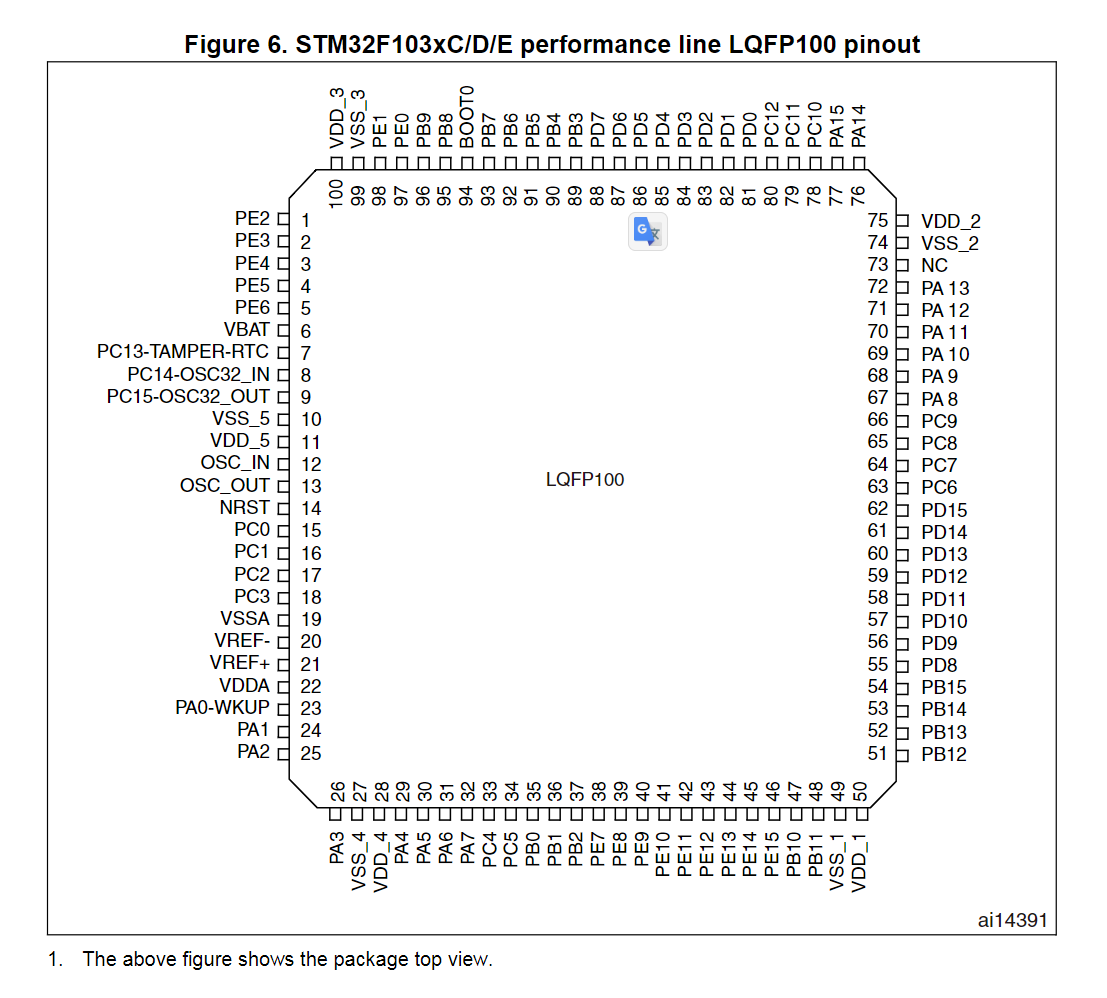 Figure 6. STM32F103xC/D/E performance line LQFP100 pinout
VDD_3 VSS_3 PE1 PE0 PB9 PB8 BOOT0 PB7 PB6 PB5 PB4 PB3 PD7 PD6 PD5 PD4 PD3 PD2 PD1 PD0 PC12 PC11 PC10 PA15 PA14
100 99 98 97 96 95 94 93 92 91 90 89 88 87 86 85 84 83 82 81 80 79 78 77 76
PE2 1 75 VDD_2
PE3 2 74 VSS_2
PE4 3 73 NC
PE5 4 72 PA 13
PE6 5 71 PA 12
VBAT 6 70 PA 11
PC13-TAMPER-RTC 7 69 PA 10
PC14-OSC32_IN 8 68 PA 9
PC15-OSC32_OUT 9 67 PA 8
VSS_5 10 66 PC9
VDD_5 11 65 PC8
OSC_IN 12 64 PC7
OSC_OUT 13 63 PC6
NRST 14 62 PD15
PC0 15 61 PD14
PC1 16 60 PD13
PC2 17 59 PD12
PC3 18 58 PD11
VSSA 19 57 PD10
VREF- 20 56 PD9
VREF+ 21 55 PD8
VDDA 22 54 PB15
PA0-WKUP 23 53 PB14
PA1 24 52 PB13
PA2 25 51 PB12
LQFP100
26 27 28 29 30 31 32 33 34 35 36 37 38 39 40 41 42 43 44 45 46 47 48 49 50
PA3 VSS_4 VDD_4 PA4 PA5 PA6 PA7 PC4 PC5 PB0 PB1 PB2 PE7 PE8 PE9 PE10 PE11 PE12 PE13 PE14 PE15 PB10 PB11 VSS_1 VDD_1
ai14391
1. The above figure shows the package top view.